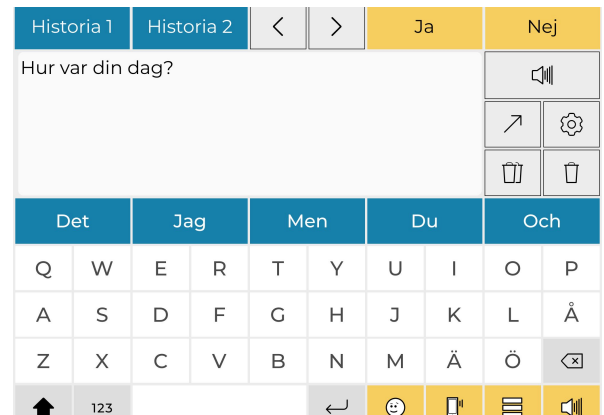 Historia 1 Historia 2 Ja Nej
Hur var din dag?
Det Jag Men Du Och
Q W E R T Y U I O P
A S D F G H J K L Å
Z X C V B N M Ä Ö
123